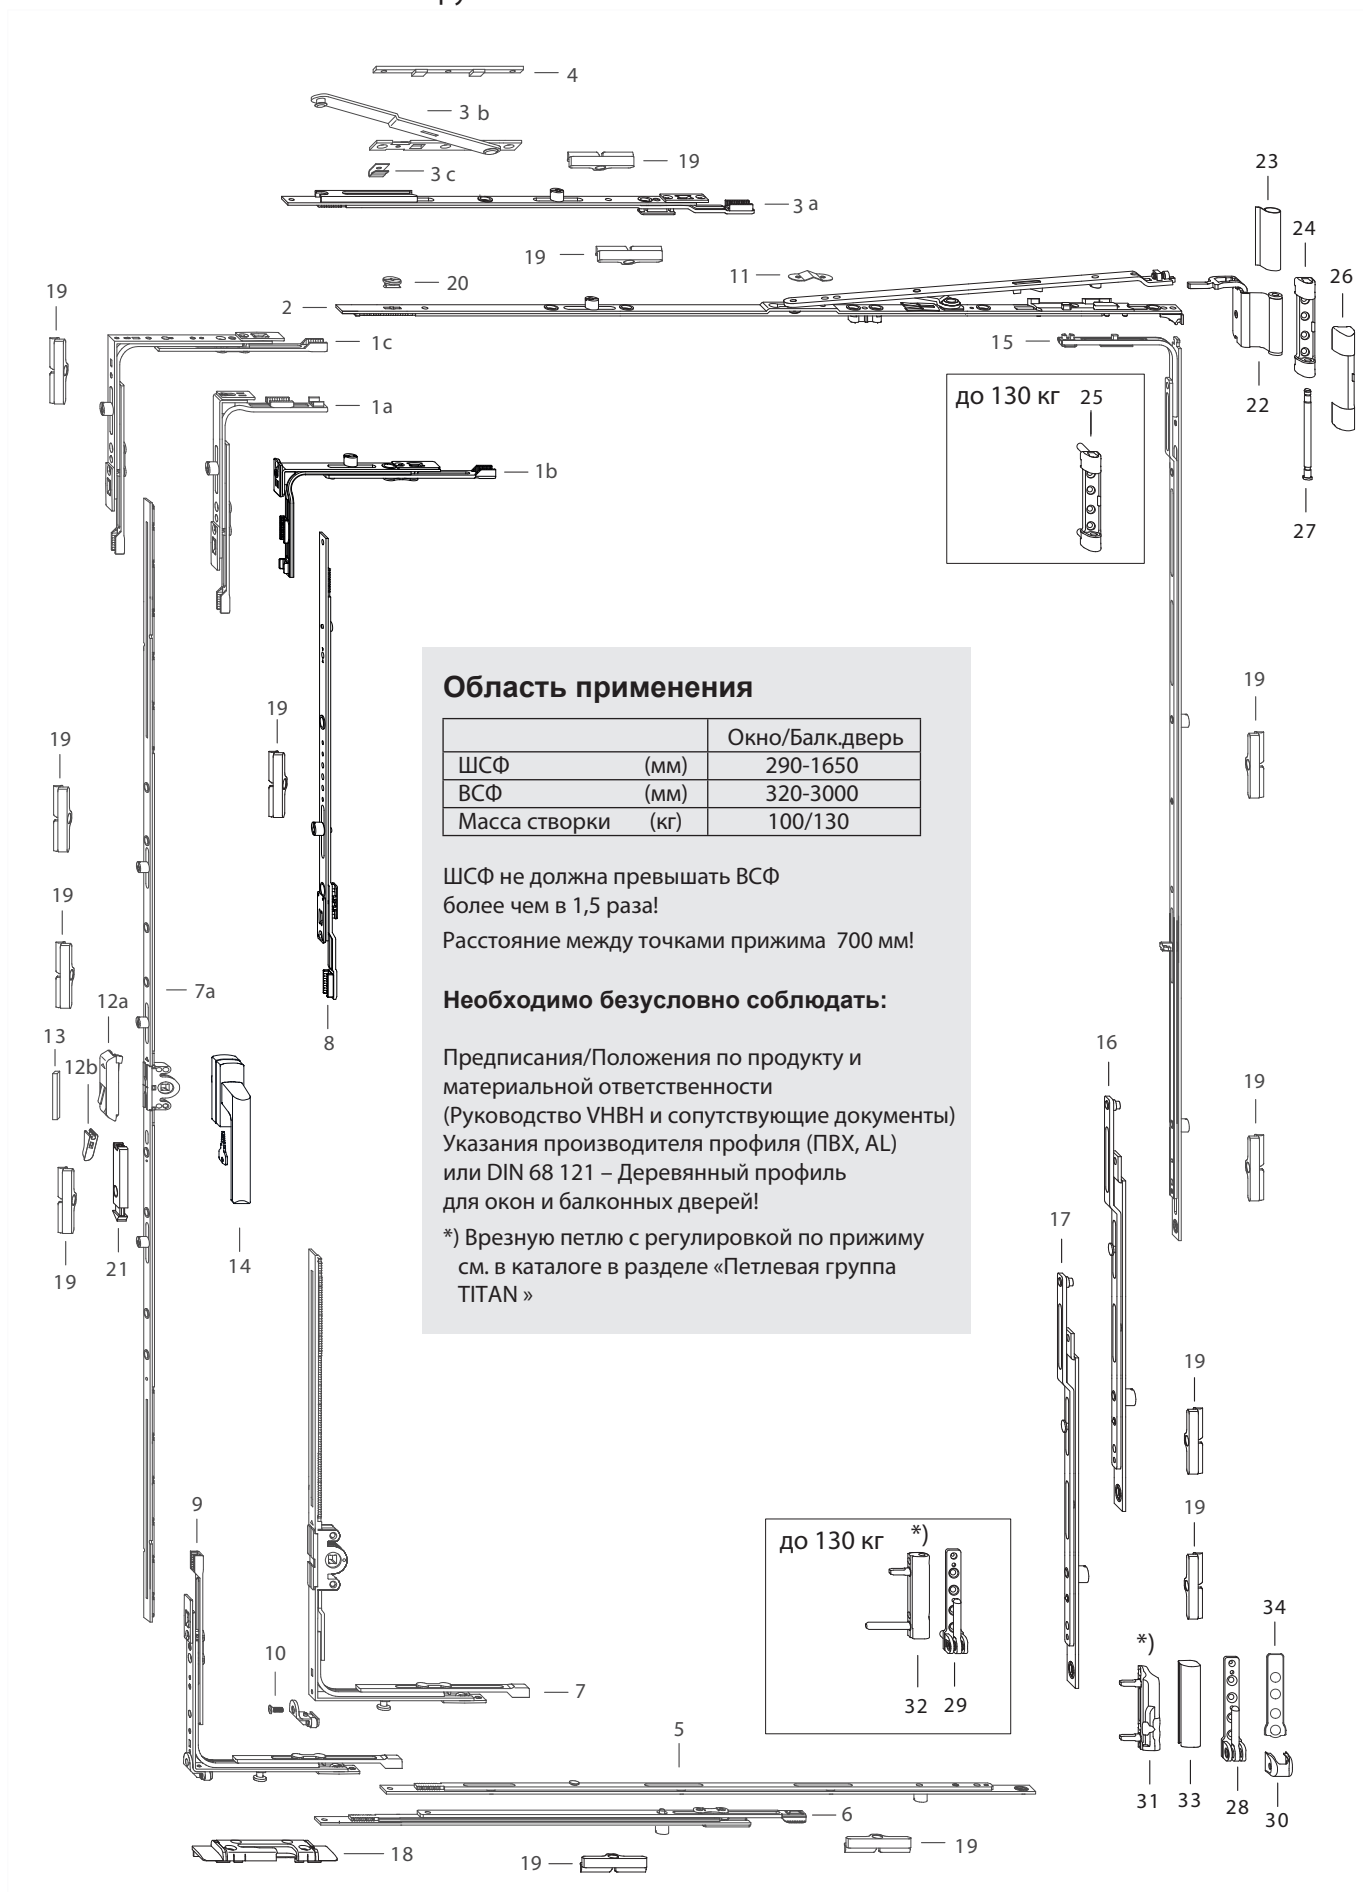 4
3 b
19
3 c
3 a
23
19
24
11
20
26
19
2
1c
15
1a
до 130 кг
25
22
1b
27
Область применения
Окно/Балк.дверь
ШСФ (мм) 290-1650
ВСФ (мм) 320-3000
Масса створки (кг) 100/130
ШСФ не должна превышать ВСФ
более чем в 1,5 раза!
Расстояние между точками прижима 700 мм!
Необходимо безусловно соблюдать:
Предписания/Положения по продукту и
материальной ответственности
(Руководство VHBH и сопутствующие документы)
Указания производителя профиля (ПВХ, AL)
или DIN 68 121 – Деревянный профиль
для окон и балконных дверей!
*) Врезную петлю с регулировкой по прижиму
см. в каталоге в разделе «Петлевая группа
TITAN »
19
19
19
19
7a
12a
13
12b
8
16
19
17
19
21
14
19
9
19
до 130 кг
*)
34
*)
10
7
32
29
5
31
33
28
30
6
18
19
19